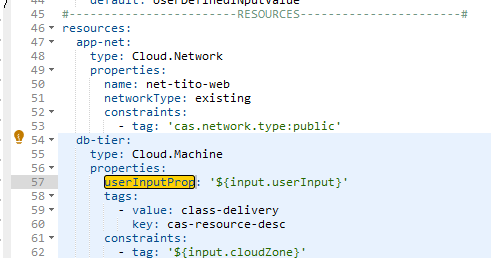 44 default: UserDefinedInputValue
45 #-------------------------RESOURCES-------------------------#
46 resources:
47 app-net:
48 type: Cloud.Network
49 properties:
50 name: net-tito-web
51 networkType: existing
52 constraints:
53 - tag: 'cas.network.type:public'
54 db-tier:
55 type: Cloud.Machine
56 properties:
57 userInputProp: '${input.userInput}'
58 tags:
59 - value: class-delivery
60 key: cas-resource-desc
61 constraints:
62 - tag: '${input.cloudZone}'